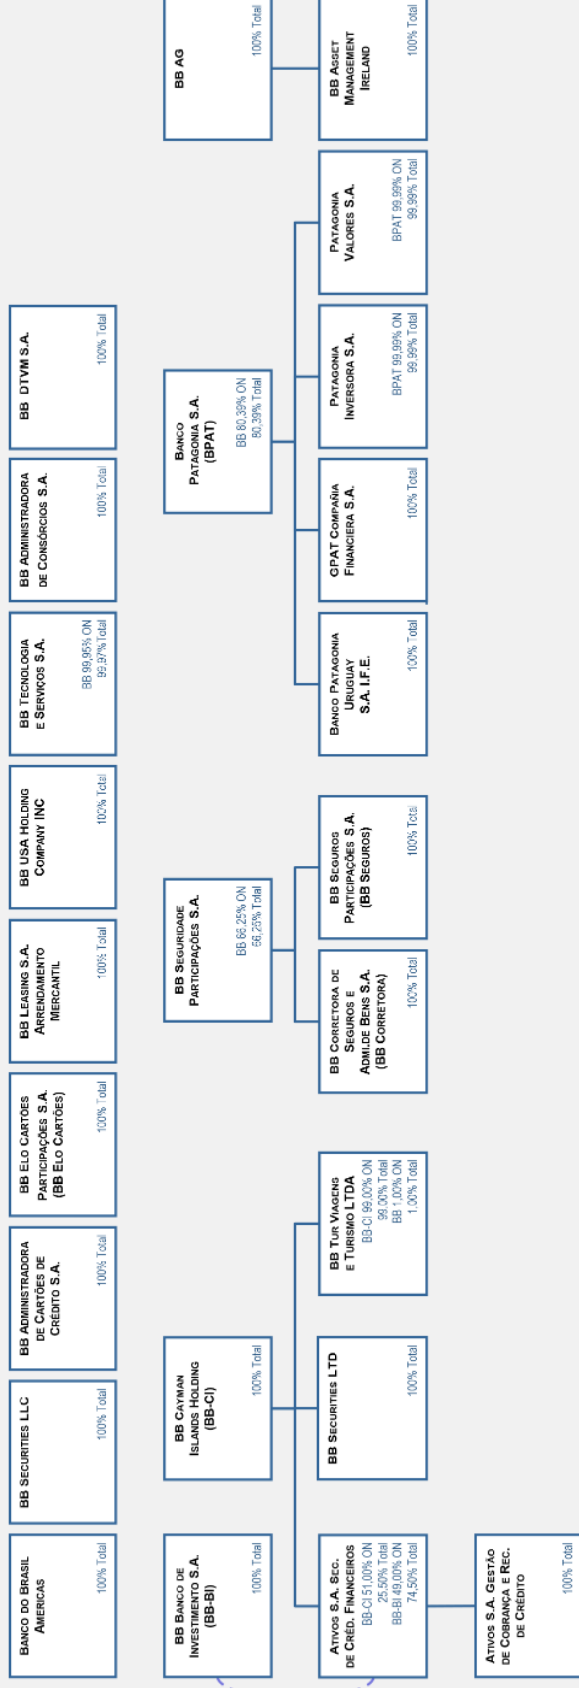 BANCO DO BRASIL
AMERICAS
100% Total
BB SECURITIES LLC
100% Total
BB ADMINISTRADORA
DE CARTÕES DE
CRÉDITO S.A.
100% Total
BB ELO CARTÕES
PARTICIPAÇÕES S.A.
(BB ELO CARTÕES)
100% Total
BB LEASING S.A.
ARRENDAMENTO
MERCANTIL
100% Total
BB USA HOLDING
COMPANY INC
100% Total
BB TECNOLOGIA
E SERVIÇOS S.A.
BB 99,95% ON
99,97% Total
BB ADMINISTRADORA
DE CONSÓRCIOS S.A.
100% Total
BB DTVM S.A.
100% Total
BB BANCO DE
INVESTIMENTO S.A.
(BB-BI)
100% Total
BB CAYMAN
ISLANDS HOLDING
(BB-CI)
100% Total
BB SEGURIDADE
PARTICIPAÇÕES S.A.
BB 66,25% ON
66,25% Total
BANCO
PATAGONIA S.A.
(BPAT)
BB 80,39% ON
80,39% Total
BB AG
100% Total
ATIVOS S.A. SEC.
DE CRÉD. FINANCEIROS
BB-CI 51,00% ON
25,50% Total
BB-BI 49,00% ON
74,50% Total
BB SECURITIES LTD
100% Total
BB TUR VIAGENS
E TURISMO LTDA
BB-CI 99,00% ON
99,00% Total
BB 1,00% ON
1,00% Total
BB CORRETORA DE
SEGUROS E
ADMI.DE BENS S.A.
(BB CORRETORA)
100% Total
BB SEGUROS
PARTICIPAÇÕES S.A.
(BB SEGUROS)
100% Total
BANCO PATAGONIA
URUGUAY
S.A. I.F.E.
100% Total
GPAT COMPAÑIA
FINANCIERA S.A.
100% Total
PATAGONIA
INVERSORA S.A.
BPAT 99,99% ON
99,99% Total
PATAGONIA
VALORES S.A.
BPAT 99,99% ON
99,99% Total
BB ASSET
MANAGEMENT
IRELAND
100% Total
ATIVOS S.A. GESTÃO
DE COBRANÇA E REC.
DE CRÉDITO
100% Total